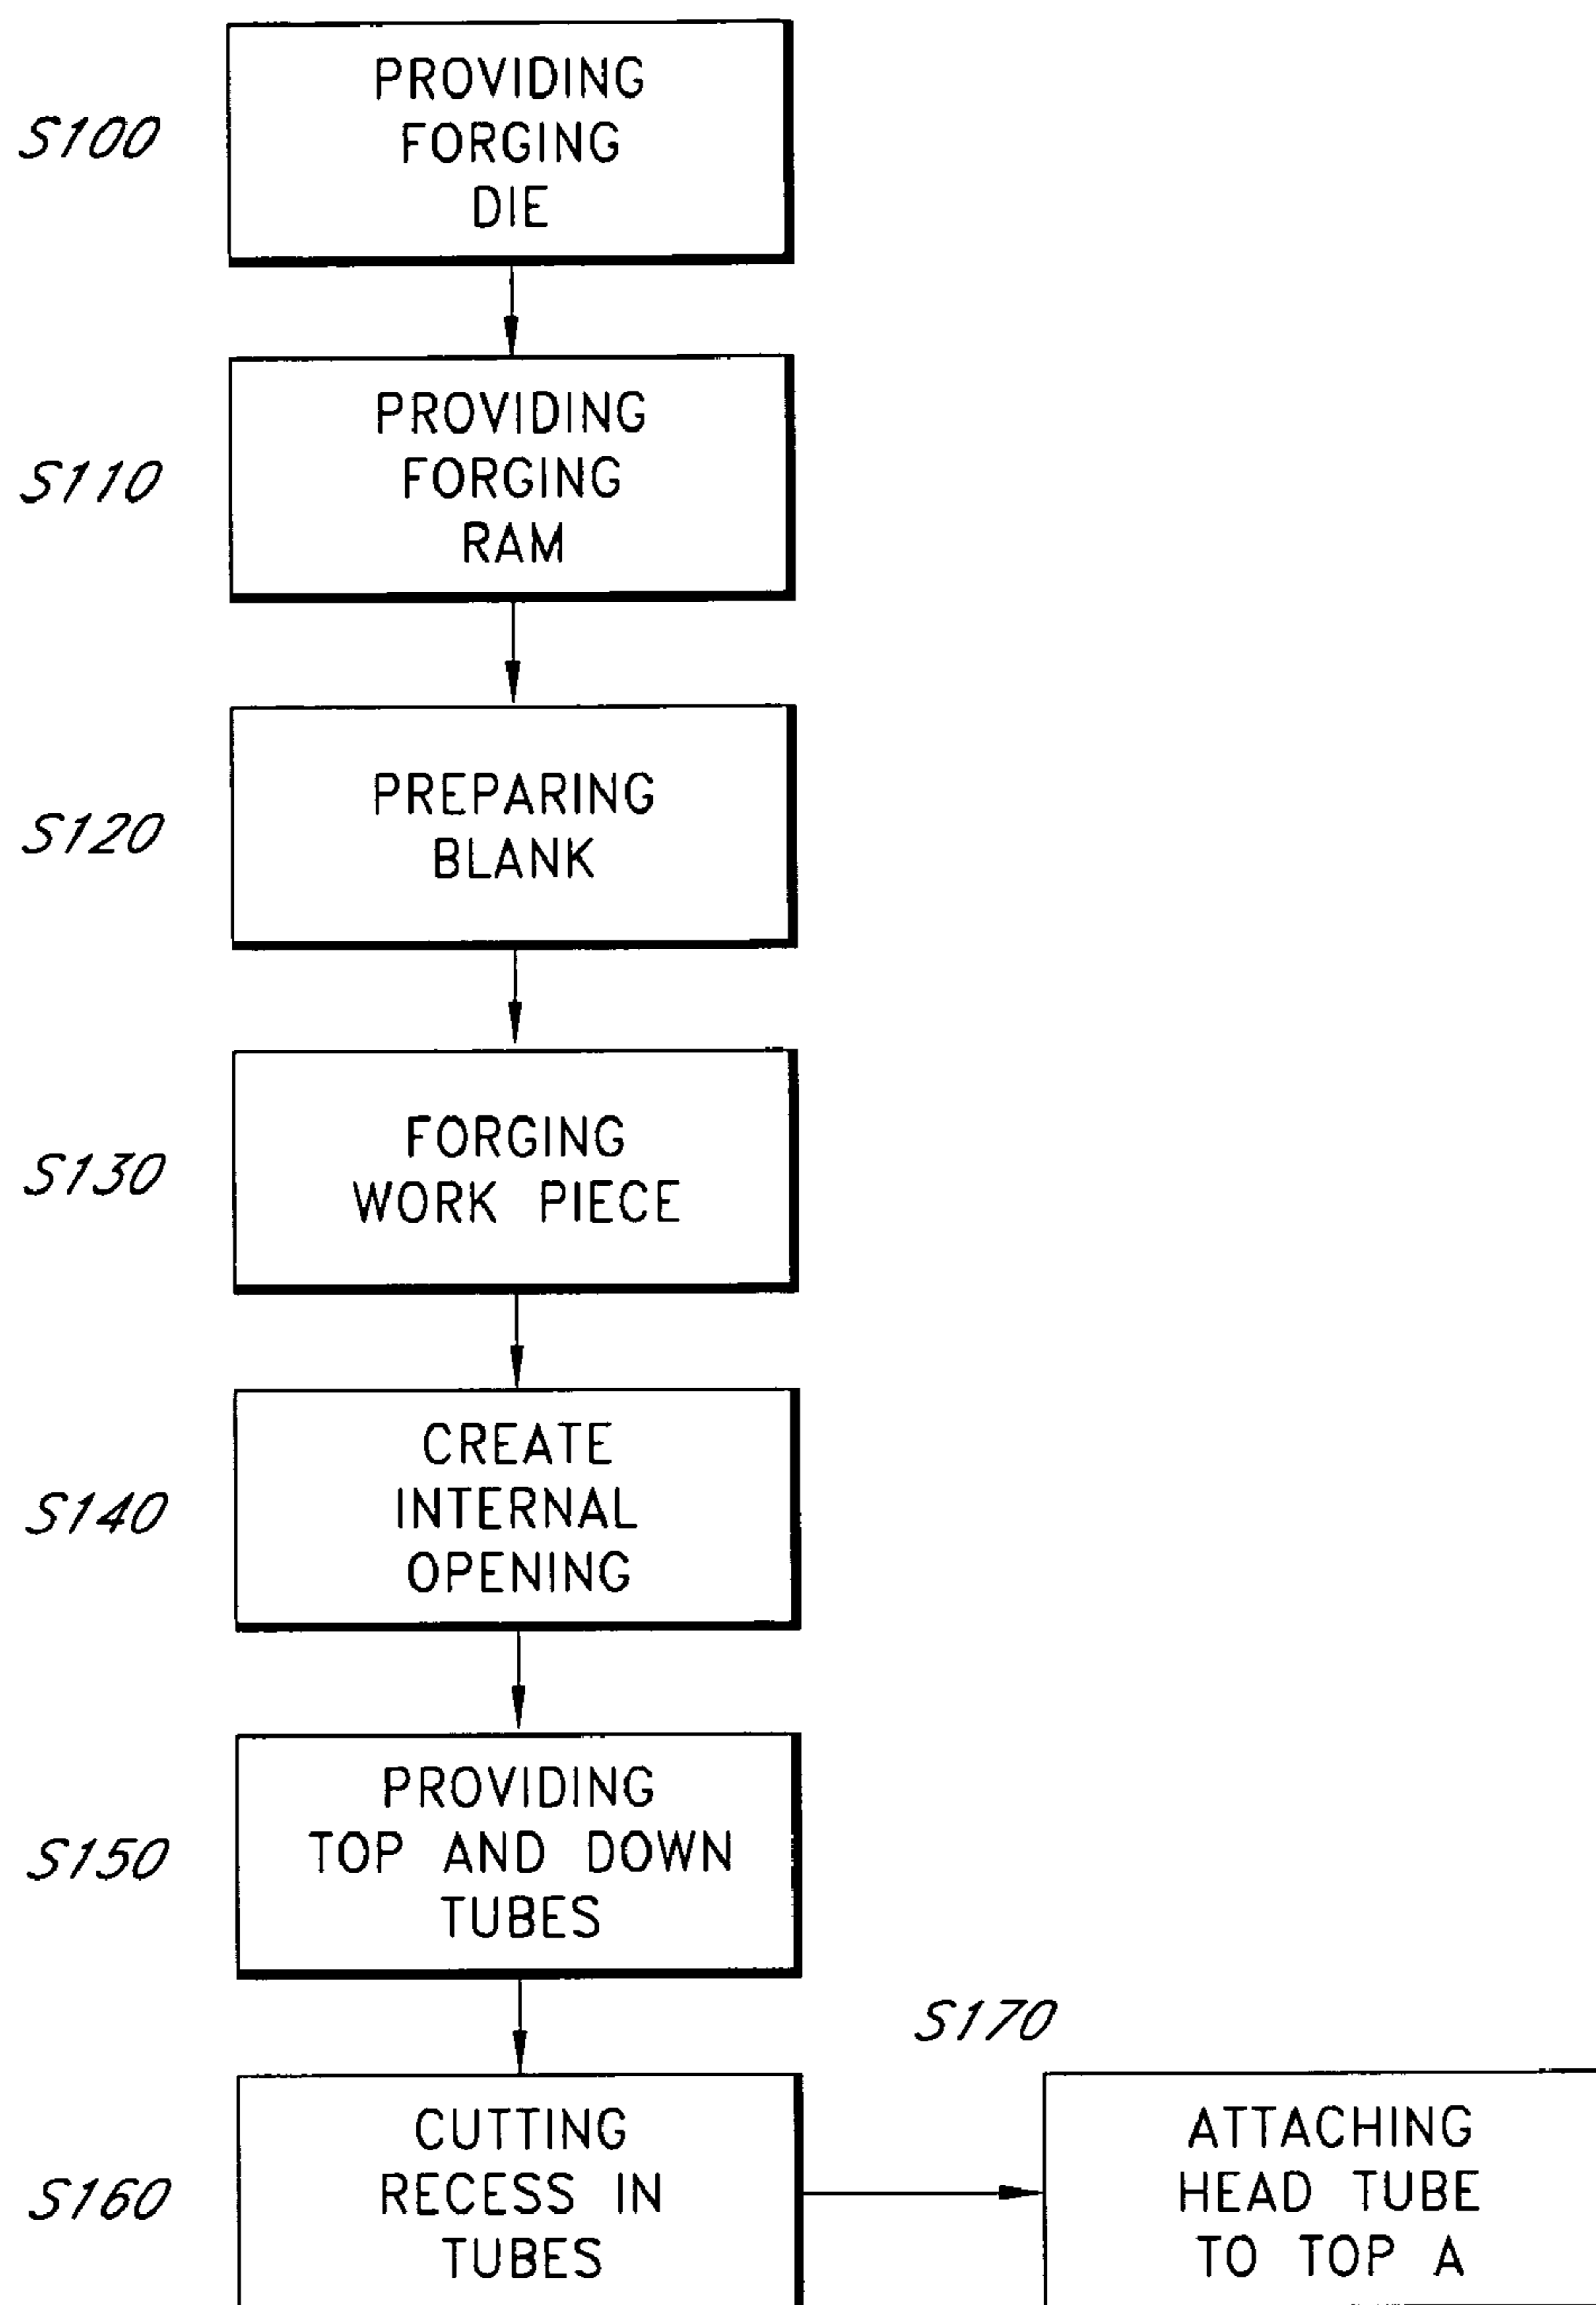 S100
PROVIDING
FORGING
DIE
S110
PROVIDING
FORGING
RAM
S120
PREPARING
BLANK
S130
FORGING
WORK PIECE
S140
CREATE
INTERNAL
OPENING
S150
PROVIDING
TOP AND DOWN
TUBES
S160
CUTTING
RECESS IN
TUBES
S170
ATTACHING
HEAD TUBE
TO TOP A